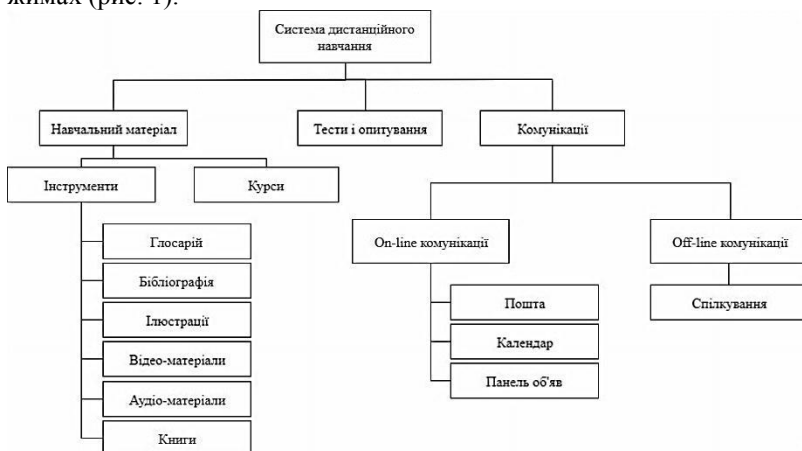 жимах (рис. 1).
Система дистанційного
навчання
Навчальний матеріал
Тести і опитування
Комунікації
Інструменти
Курси
Глосарій
Бібліографія
Ілюстрації
Відео-матеріали
Аудіо-матеріали
Книги
On-line комунікації
Off-line комунікації
Пошта
Календар
Панель об'яв
Спілкування